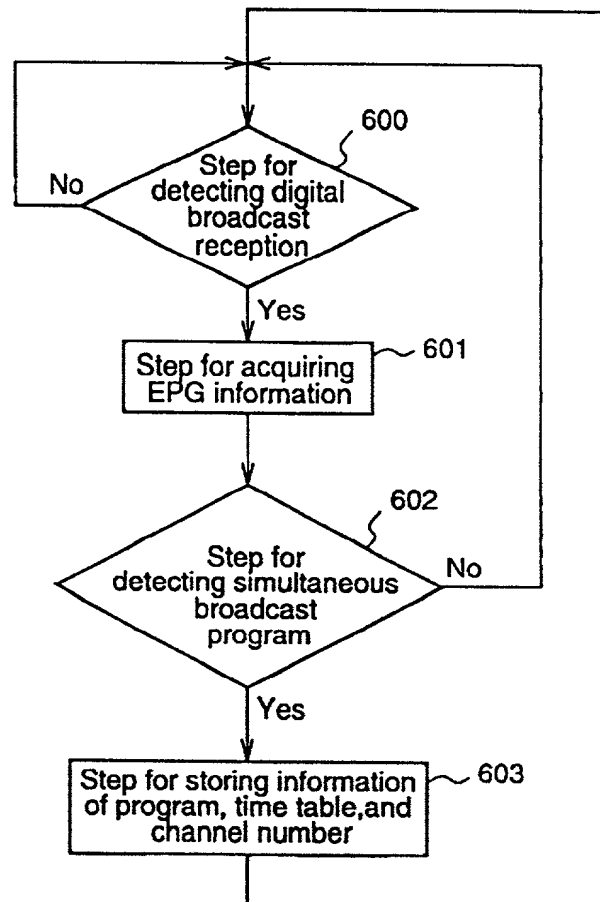 600
Step for
detecting digital
broadcast
reception
No
Yes
601
Step for acquiring
EPG information
602
Step for
detecting simultaneous
broadcast
program
No
Yes
603
Step for storing information
of program, time table,and
channel number